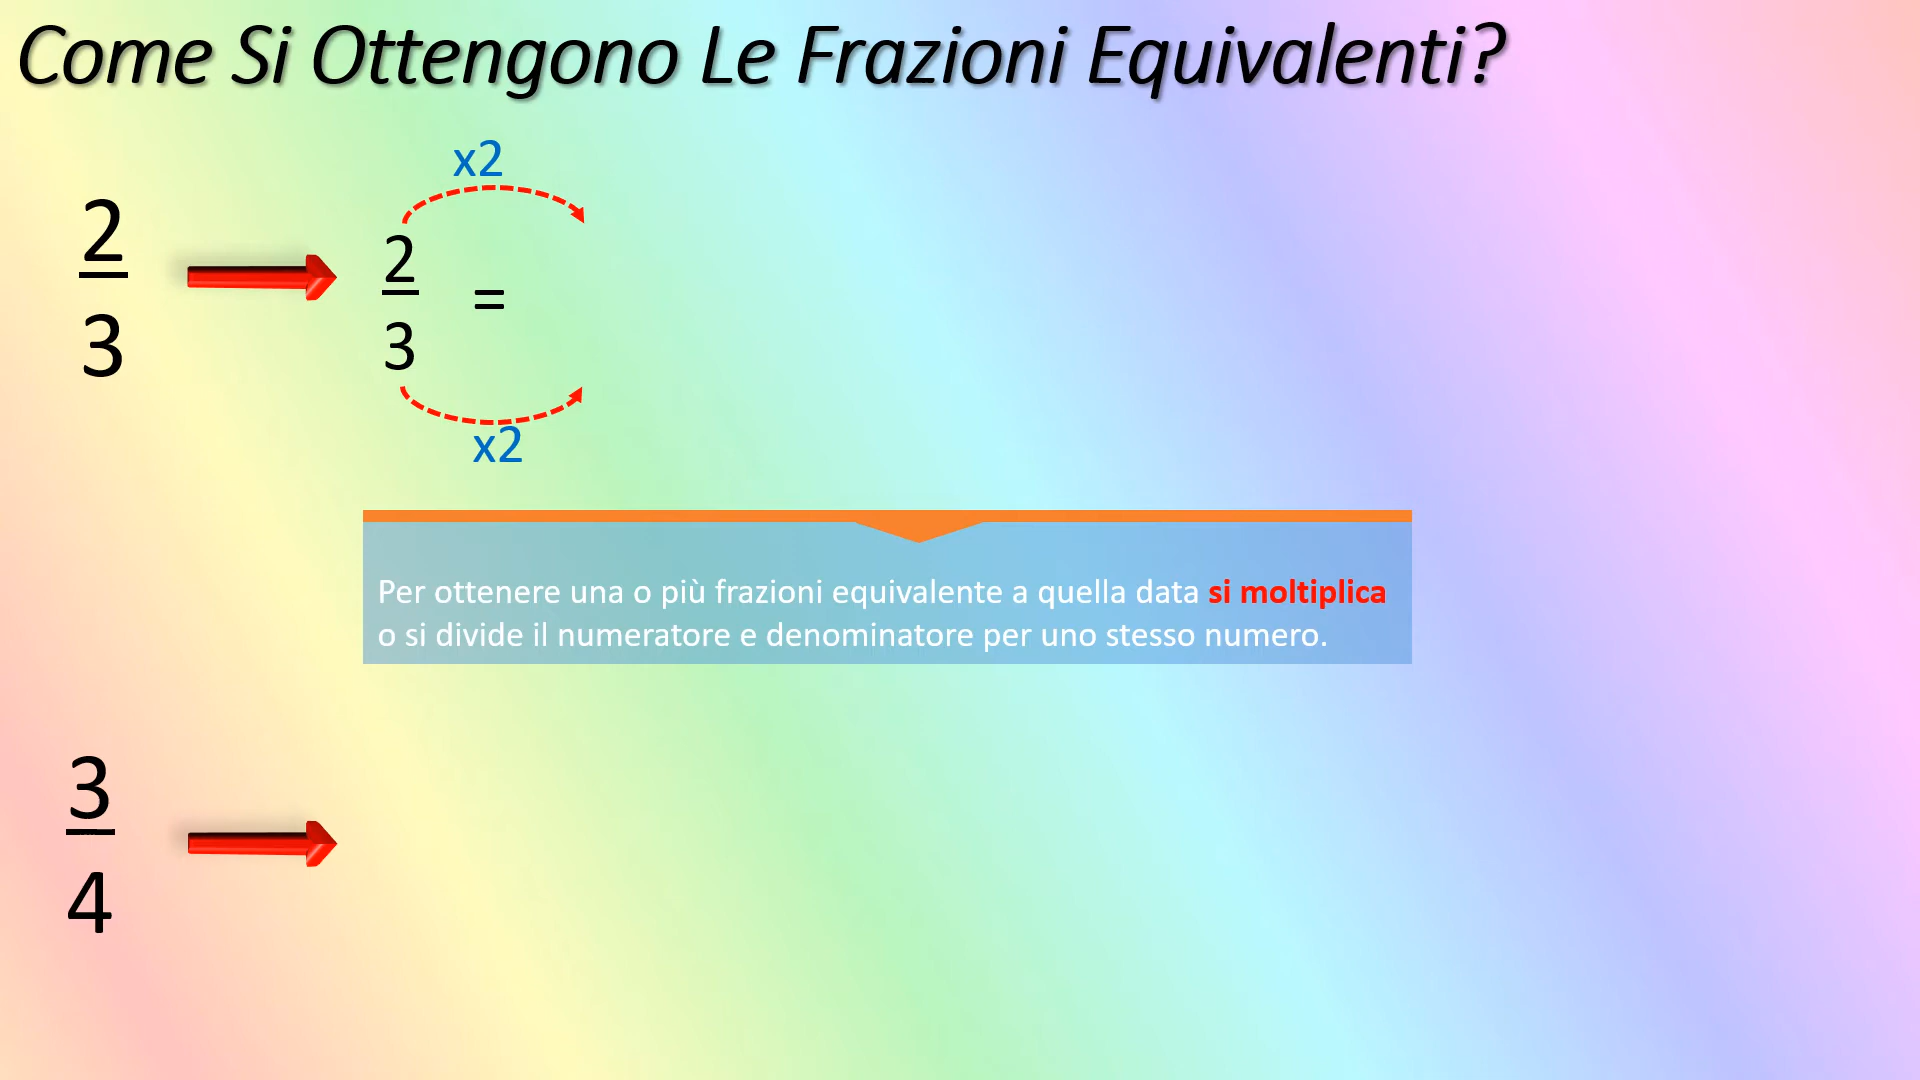 Come Si Ottengono Le Frazioni Equivalenti?
x2
2
3
2
3
=
x2
Per ottenere una o più frazioni equivalente a quella data si moltiplica
o si divide il numeratore e denominatore per uno stesso numero.
3
4